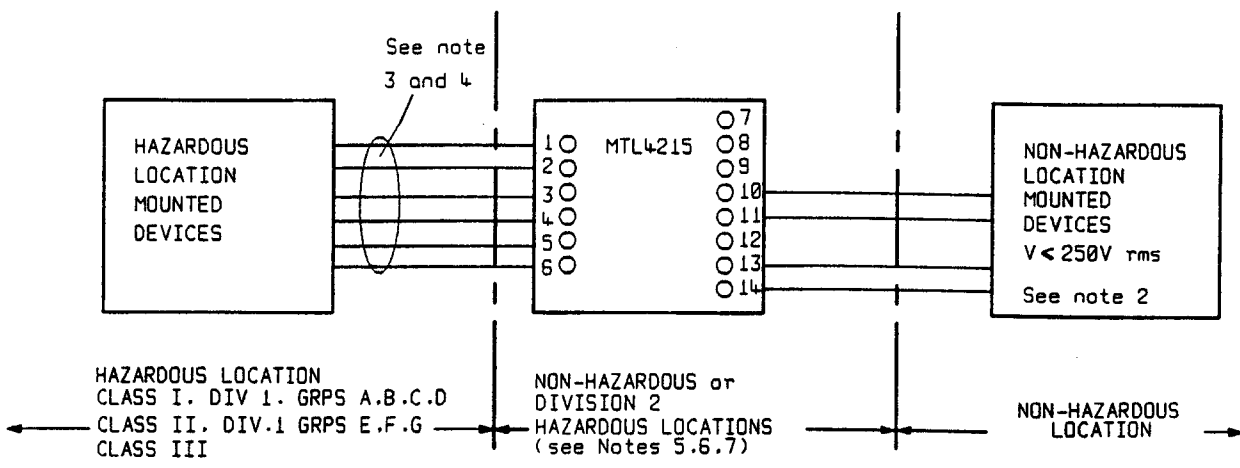 See note
3 and 4
HAZARDOUS
LOCATION
MOUNTED
DEVICES
1
2
3
4
5
6
MTL4215
7
8
9
10
11
12
13
14
NON-HAZARDOUS
LOCATION
MOUNTED
DEVICES
V<250V rms
See note 2
HAZARDOUS LOCATION
CLASS I. DIV 1. GRPS A.B.C.D
CLASS II. DIV.1 GRPS E.F.G
CLASS III
NON-HAZARDOUS or
DIVISION 2
HAZARDOUS LOCATIONS
(see Notes 5.6.7)
NON-HAZARDOUS
LOCATION